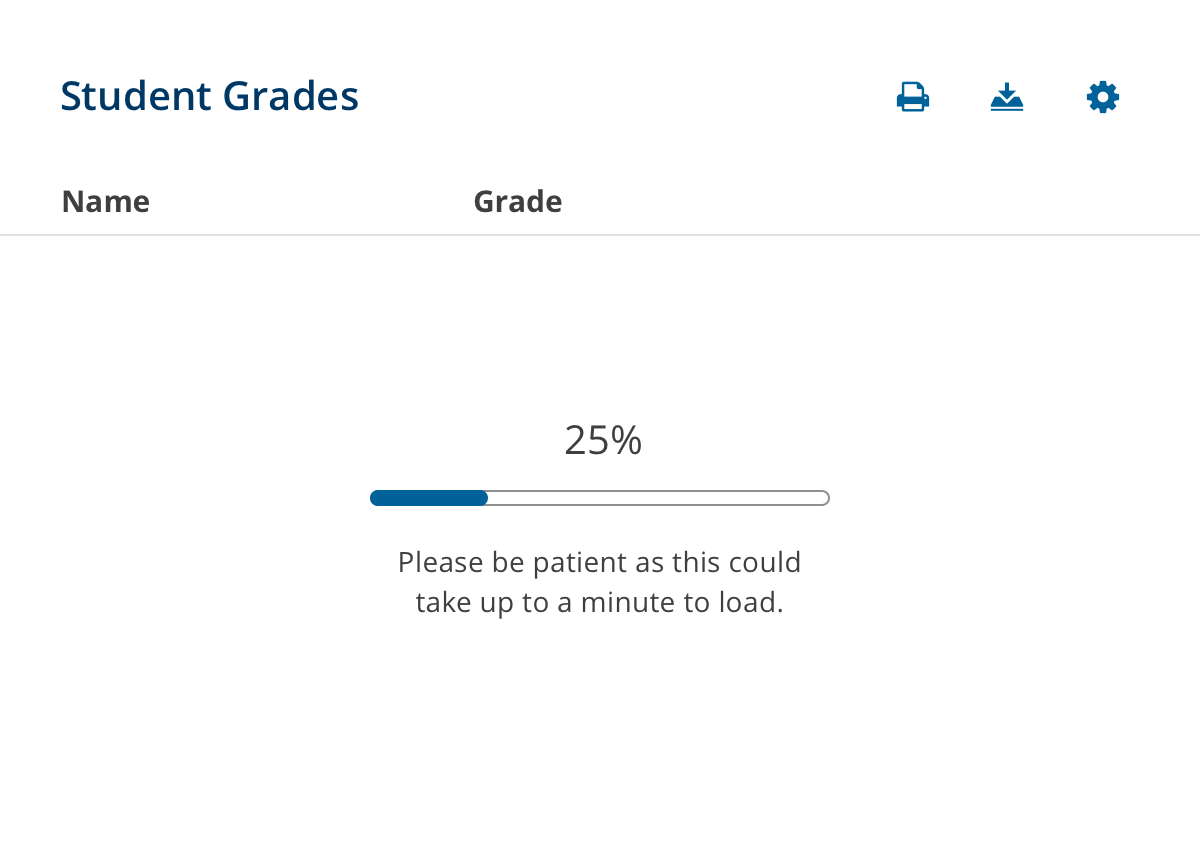 Student Grades
Name Grade
25%
Please be patient as this could
take up to a minute to load.